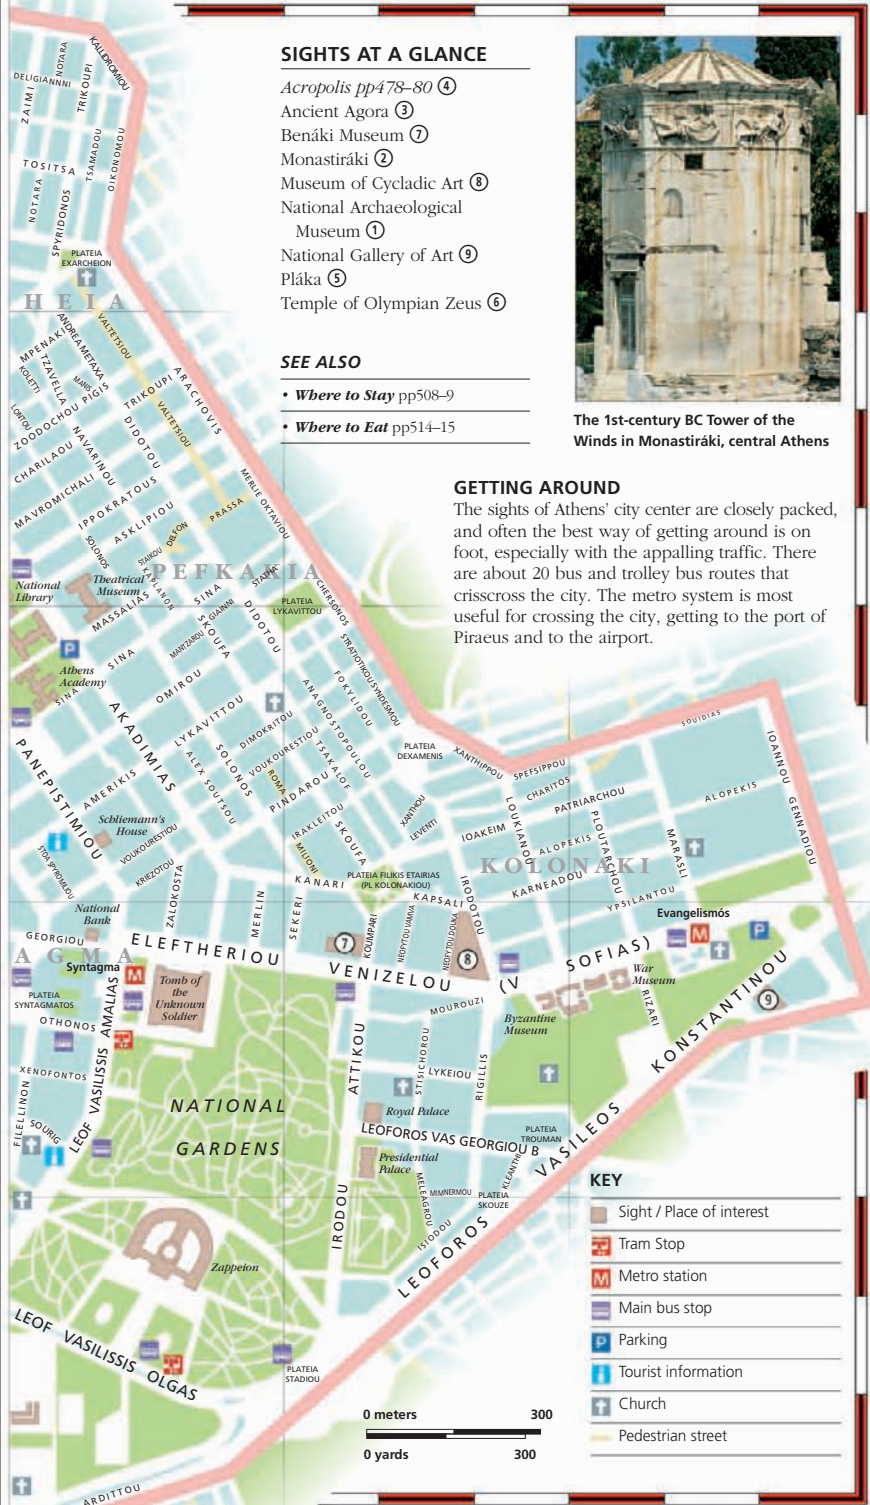 SIGHTS AT A GLANCE
Acropolis pp478–80 ④
Ancient Agora ③
Benáki Museum ⑦
Monastiráki ②
Museum of Cycladic Art ⑧
National Archaeological
Museum ①
National Gallery of Art ⑨
Pláka ⑤
Temple of Olympian Zeus ⑥
SEE ALSO
• Where to Stay pp508–9
• Where to Eat pp514–15
The 1st-century BC Tower of the
Winds in Monastiráki, central Athens
GETTING AROUND
The sights of Athens' city center are closely packed,
and often the best way of getting around is on
foot, especially with the appalling traffic. There
are about 20 bus and trolley bus routes that
crisscross the city. The metro system is most
useful for crossing the city, getting to the port of
Piraeus and to the airport.
KALLIDROMIOU
NOTARA
DELIGIANNNI
ZAIMI
TRIKOUPI
TSAMADOU
OIKONOMOU
TOSITSA
NOTARA
SPYRIDONOS
PLATEIA
EXARCHEION
HEIA
VALTETSIOU
ANDREA METAXA
MPENAKI
TZAVELLA
KOLETTI
MANIS
LONTOU
ZOODOCHOU PIGIS
TRIKOUPI
ARACHOVIS
VALTETSIOU
DIDOTOU
NAVARINOU
CHARILAOU
MAVROMICHALI
IPPOKRATOUS
ASKLIPIOU
MERLIE OKTAVIOU
PRASSA
DELFON
STAIKOU
SOLONOS
KAPLANON
PEFKAKIA
National
Library
Theatrical
Museum
MASSALIAS
SINA
STATHA
CHERSONOS
PLATEIA
LYKAVITTOU
GIANNI
MANTZAROU
SKOUFA
DIDOTOU
STRATIOTIKOU SYNDESMOU
Athens
Academy
SINA
SINA
OMIROU
FOKYLIDOU
ANAGNOSTOPOULOU
AKADIMIAS
LYKAVITTOU
DIMOKRITOU
TSAKALOF
VOUKOURESTIOU
SOLONOS
ALEX SOUTSOU
ROMA
PINDAROU
PANEPISTIMIOU
AMERIKIS
PLATEIA
DEXAMENIS
XANTHIPPOU
SPEFSIPPOU
SOUIDIAS
IOANNOU GENNADIOU
CHARITOS
PATRIARCHOU
ALOPEKIS
Schliemann's
House
VOUKOURESTIOU
KRIEZOTOU
STOA SPYROMILIOU
IRAKLEITOU
SKOUFA
MILIONI
XANTHOU
LEVENTI
IOAKEIM
LOUKIANOU
ALOPEKIS
PLOUTARCHOU
MARASLI
KOLONAKI
KARNEADOU
YPSILANTOU
KANARI
PLATEIA FILIKIS ETAIRIAS
(PL KOLONAKIOU)
KAPSALI
IRODOTOU
ZALOKOSTA
MERLIN
SEKERI
KOUMPARI
NEOFYTOU VAMVA
NEOFYTOU DOUKA
⑦
⑧
National
Bank
GEORGIOU
AGMA
ELEFTHERIOU
VENIZELOU
(V
SOFIAS)
Evangelismós
Syntagma
PLATEIA
SYNTAGMATOS
Tomb of
the
Unknown
Soldier
OTHONOS
LEOF VASILISSIS AMALIAS
War
Museum
RIZARI
MOUROUZI
Byzantine
Museum
KONSTANTINOU
⑨
XENOFONTOS
FILELLINON
SOURIG
NATIONAL
GARDENS
ATTIKOU
STISICHOROU
LYKEIOU
RIGILLIS
Royal Palace
LEOFOROS VAS GEORGIOU B
PLATEIA
TROUMAN
Presidential
Palace
MELEAGROU
MIMNERMOU
KLEANTHI
PLATEIA
SKOUZE
ISIODOU
IRODOU
LEOFOROS
VASILEOS
Zappeion
LEOF VASILISSIS OLGAS
PLATEIA
STADIOU
ARDITTOU
0 meters 300
0 yards 300
KEY
Sight / Place of interest
Tram Stop
Metro station
Main bus stop
Parking
Tourist information
Church
Pedestrian street